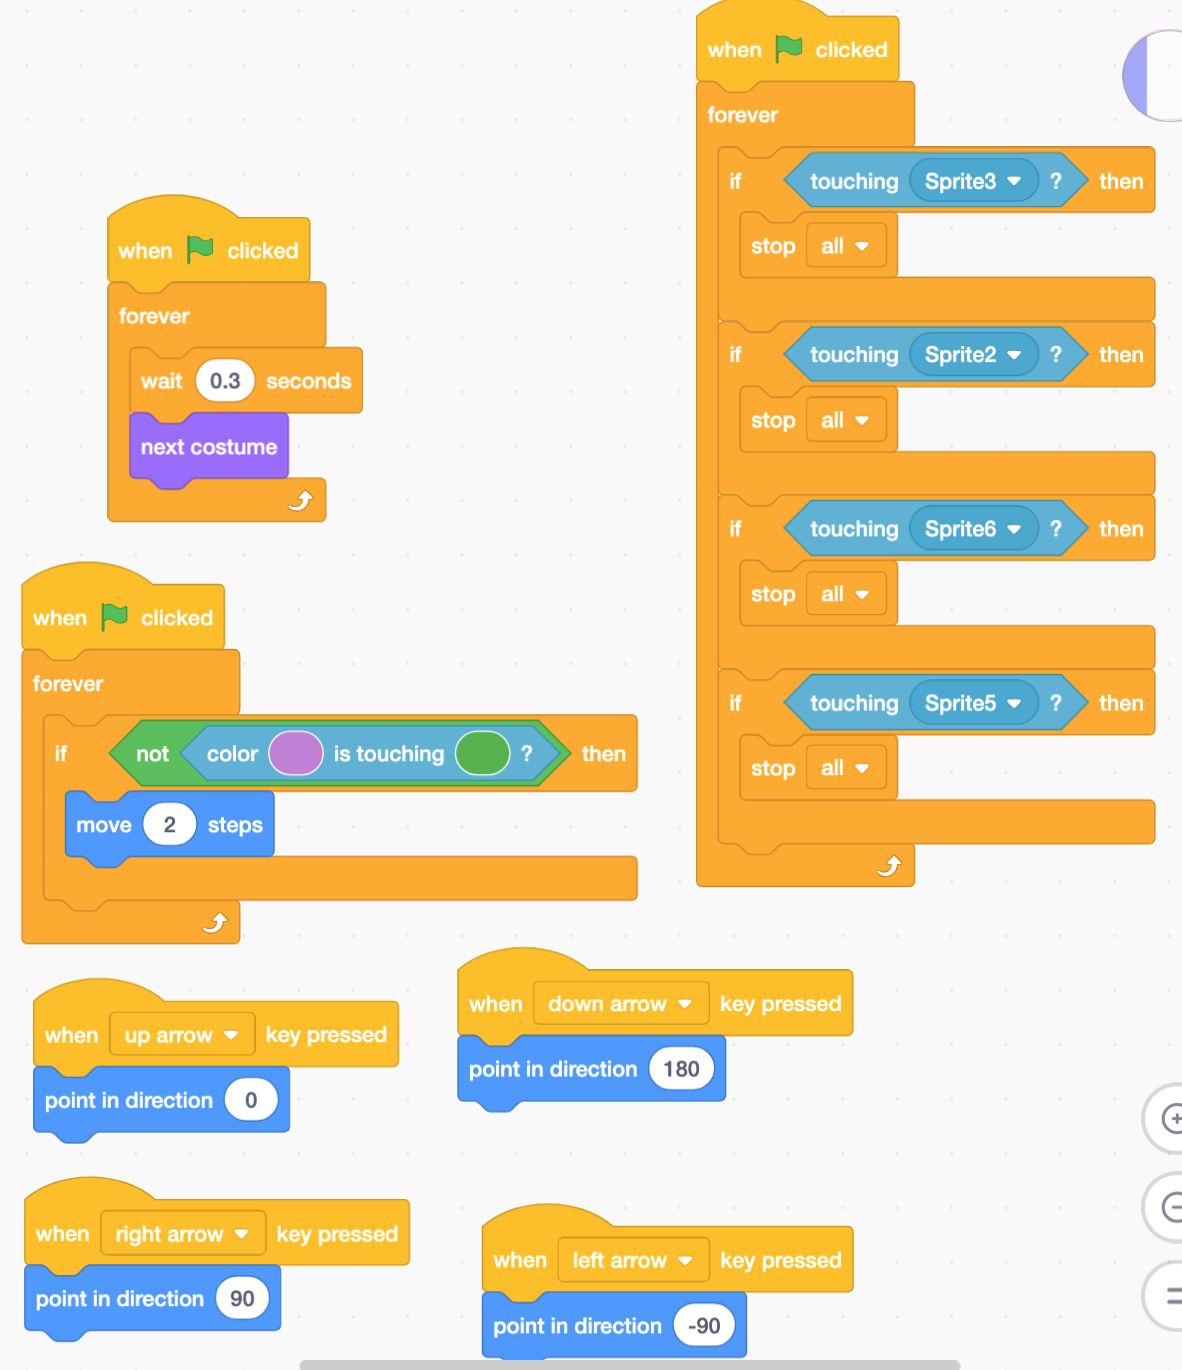 when clicked
forever
wait 0.3 seconds
next costume
when clicked
forever
if not color is touching ? then
move 2 steps
when up arrow key pressed
point in direction 0
when right arrow key pressed
point in direction 90
when down arrow key pressed
point in direction 180
when left arrow key pressed
point in direction -90
when clicked
forever
if touching Sprite3 ? then
stop all
if touching Sprite2 ? then
stop all
if touching Sprite6 ? then
stop all
if touching Sprite5 ? then
stop all